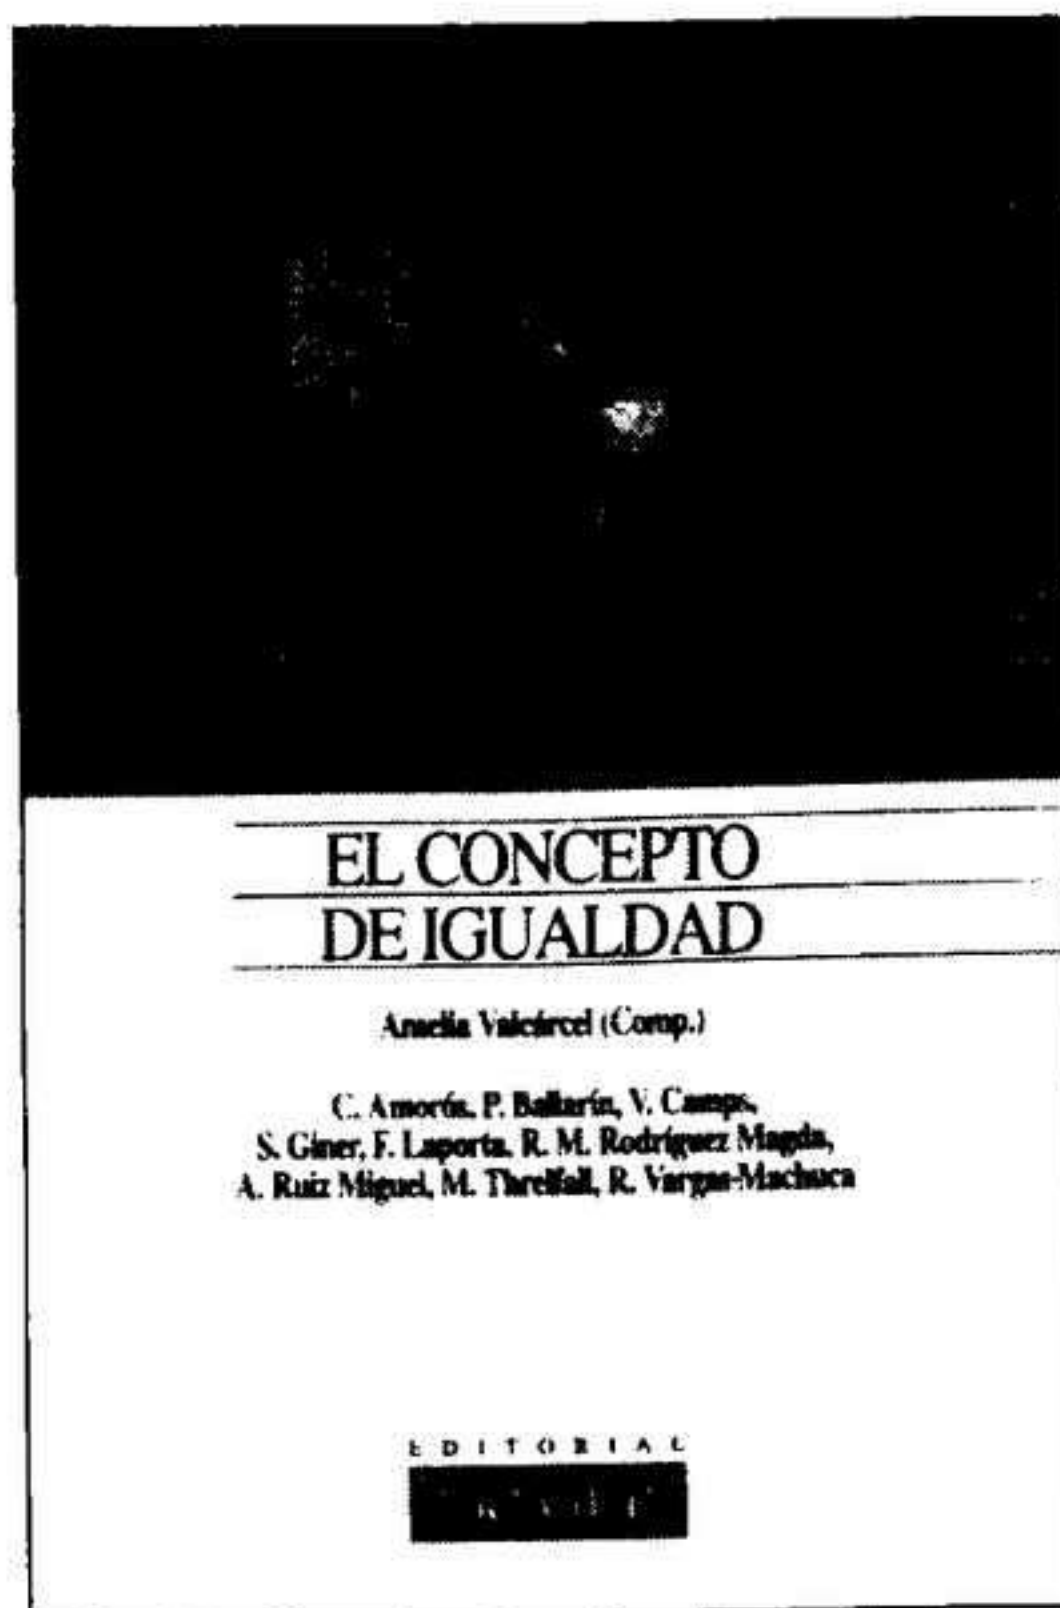 EL CONCEPTO
DE IGUALDAD
Amelia Valcárcel (Comp.)
C. Amorós, P. Ballarín, V. Camps,
S. Giner, F. Laporta, R. M. Rodríguez Magda,
A. Ruiz Miguel, M. Threlfall, R. Vargas-Machuca
EDITORIAL